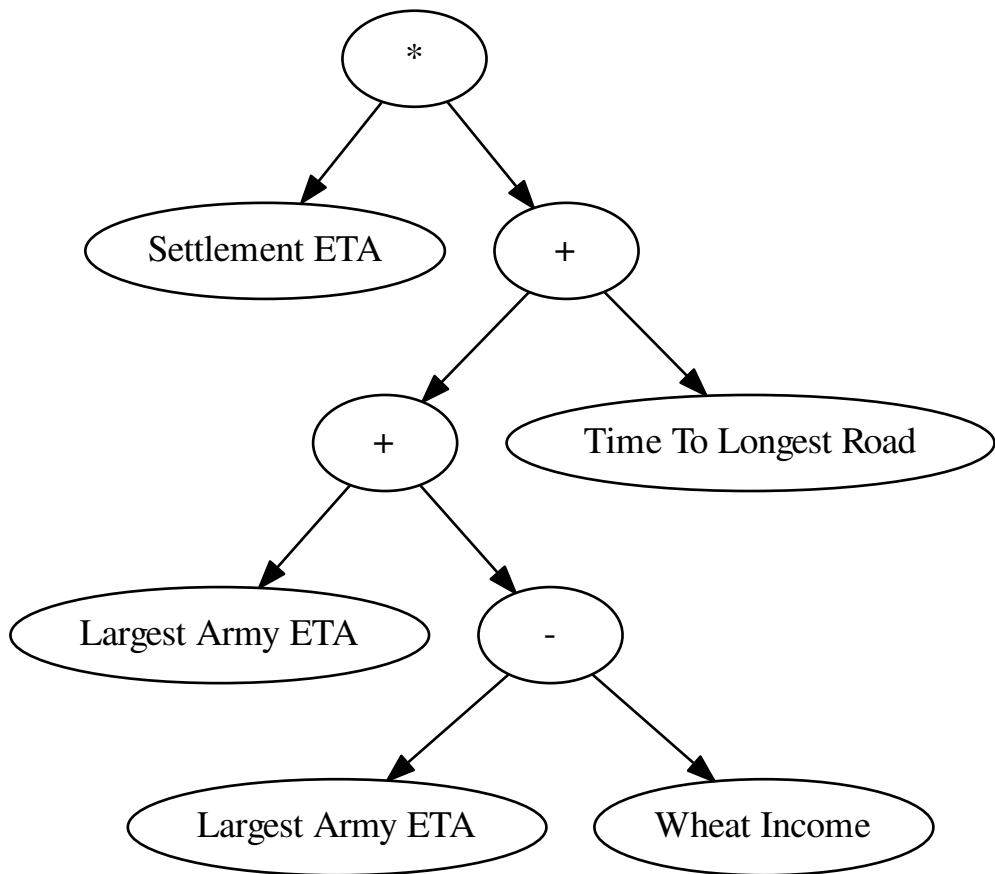 *
Settlement ETA
+
+
Time To Longest Road
Largest Army ETA
-
Largest Army ETA
Wheat Income